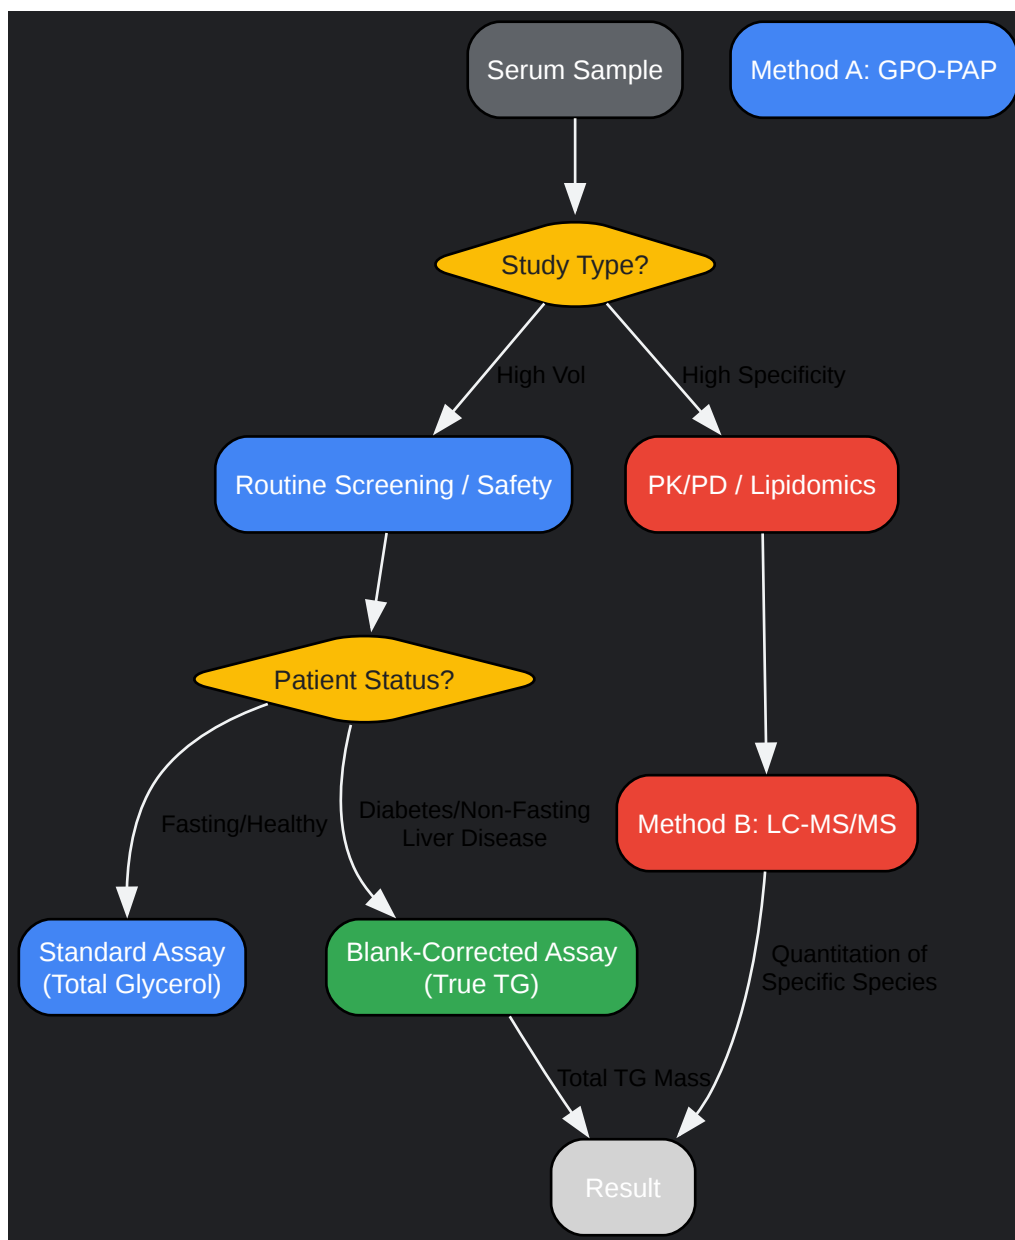 Serum Sample
Method A: GPO-PAP
Study Type?
High Vol
High Specificity
Routine Screening / Safety
PK/PD / Lipidomics
Patient Status?
Fasting/Healthy
Diabetes/Non-Fasting
Liver Disease
Method B: LC-MS/MS
Standard Assay
(Total Glycerol)
Blank-Corrected Assay
(True TG)
Quantitation of
Specific Species
Total TG Mass
Result